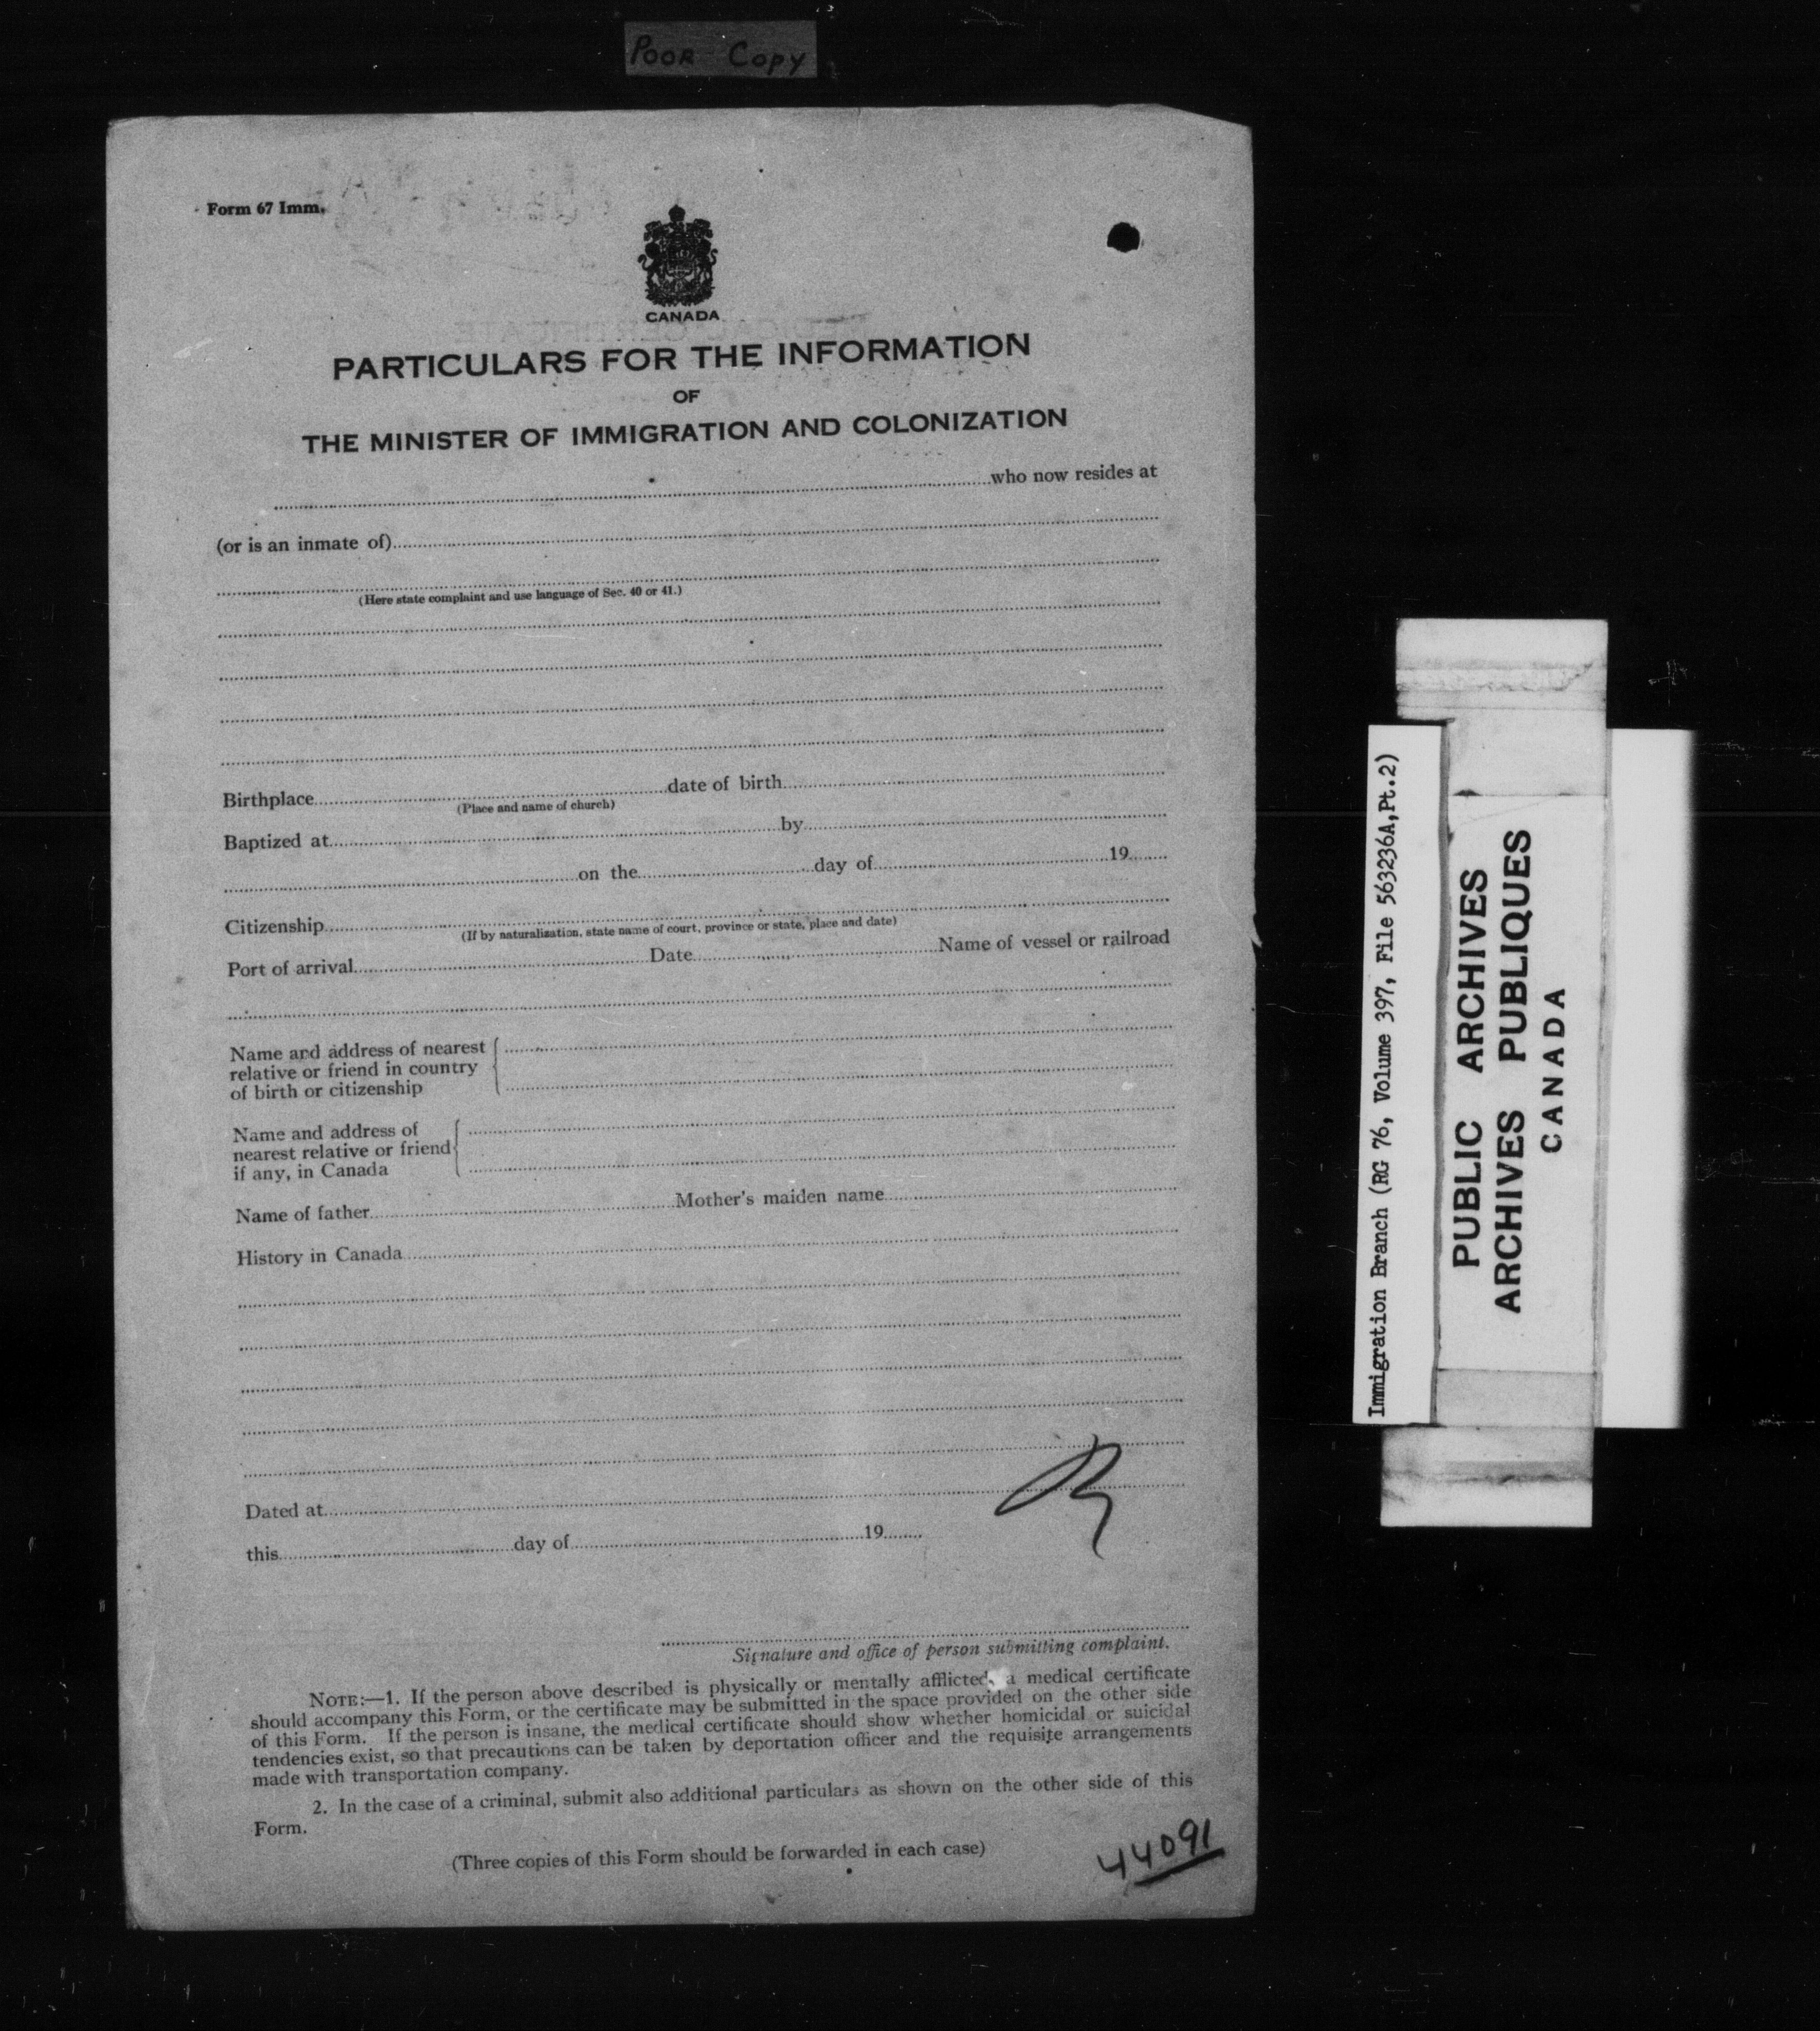 POOR COPY
Form 67 Imm.
CANADA
PARTICULARS FOR THE INFORMATION
OF
THE MINISTER OF IMMIGRATION AND COLONIZATION
who now resides at
(or is an inmate of)
(Here state complaint and use language of Sec. 40 or 41.)
Birthplace date of birth
(Place and name of church)
Baptized at by
on the day of 19
Citizenship
(If by naturalization, state name of court, province or state, place and date)
Port of arrival Date Name of vessel or railroad
Name and address of nearest
relative or friend in country
of birth or citizenship
Name and address of
nearest relative or friend
if any, in Canada
Name of father Mother's maiden name
History in Canada
Dated at
this day of 19
Signature and office of person submitting complaint.
NOTE:—1. If the person above described is physically or mentally afflicted, a medical certificate
should accompany this Form, or the certificate may be submitted in the space provided on the other side
of this Form. If the person is insane, the medical certificate should show whether homicidal or suicidal
tendencies exist, so that precautions can be taken by deportation officer and the requisite arrangements
made with transportation company.
2. In the case of a criminal, submit also additional particulars as shown on the other side of this
Form.
(Three copies of this Form should be forwarded in each case)
44091
Immigration Branch (RG 76, Volume 397, File 563236A,Pt.2)
PUBLIC ARCHIVES
ARCHIVES PUBLIQUES
CANADA